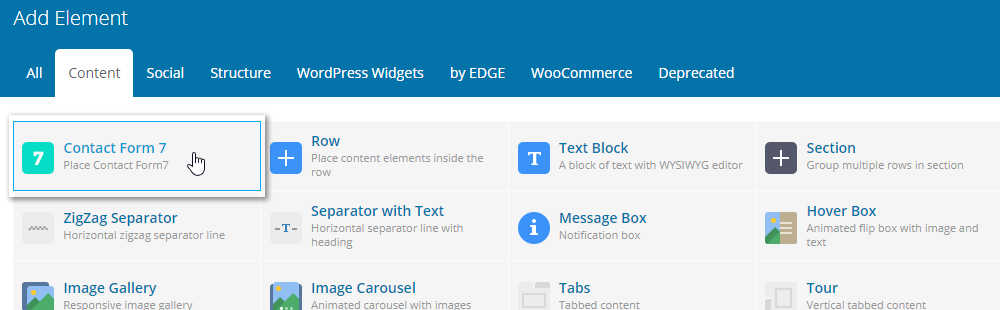 Add Element
All Content Social Structure WordPress Widgets by EDGE WooCommerce Deprecated
7 Contact Form 7
Place Contact Form7
Row
Place content elements inside the
row
T Text Block
A block of text with WYSIWYG editor
Section
Group multiple rows in section
ZigZag Separator
Horizontal zigzag separator line
-T- Separator with Text
Horizontal separator line with
heading
i Message Box
Notification box
Hover Box
Animated flip box with image and
text
Image Gallery
Responsive image gallery
Image Carousel
Animated carousel with images
Tabs
Tabbed content
Tour
Vertical tabbed content